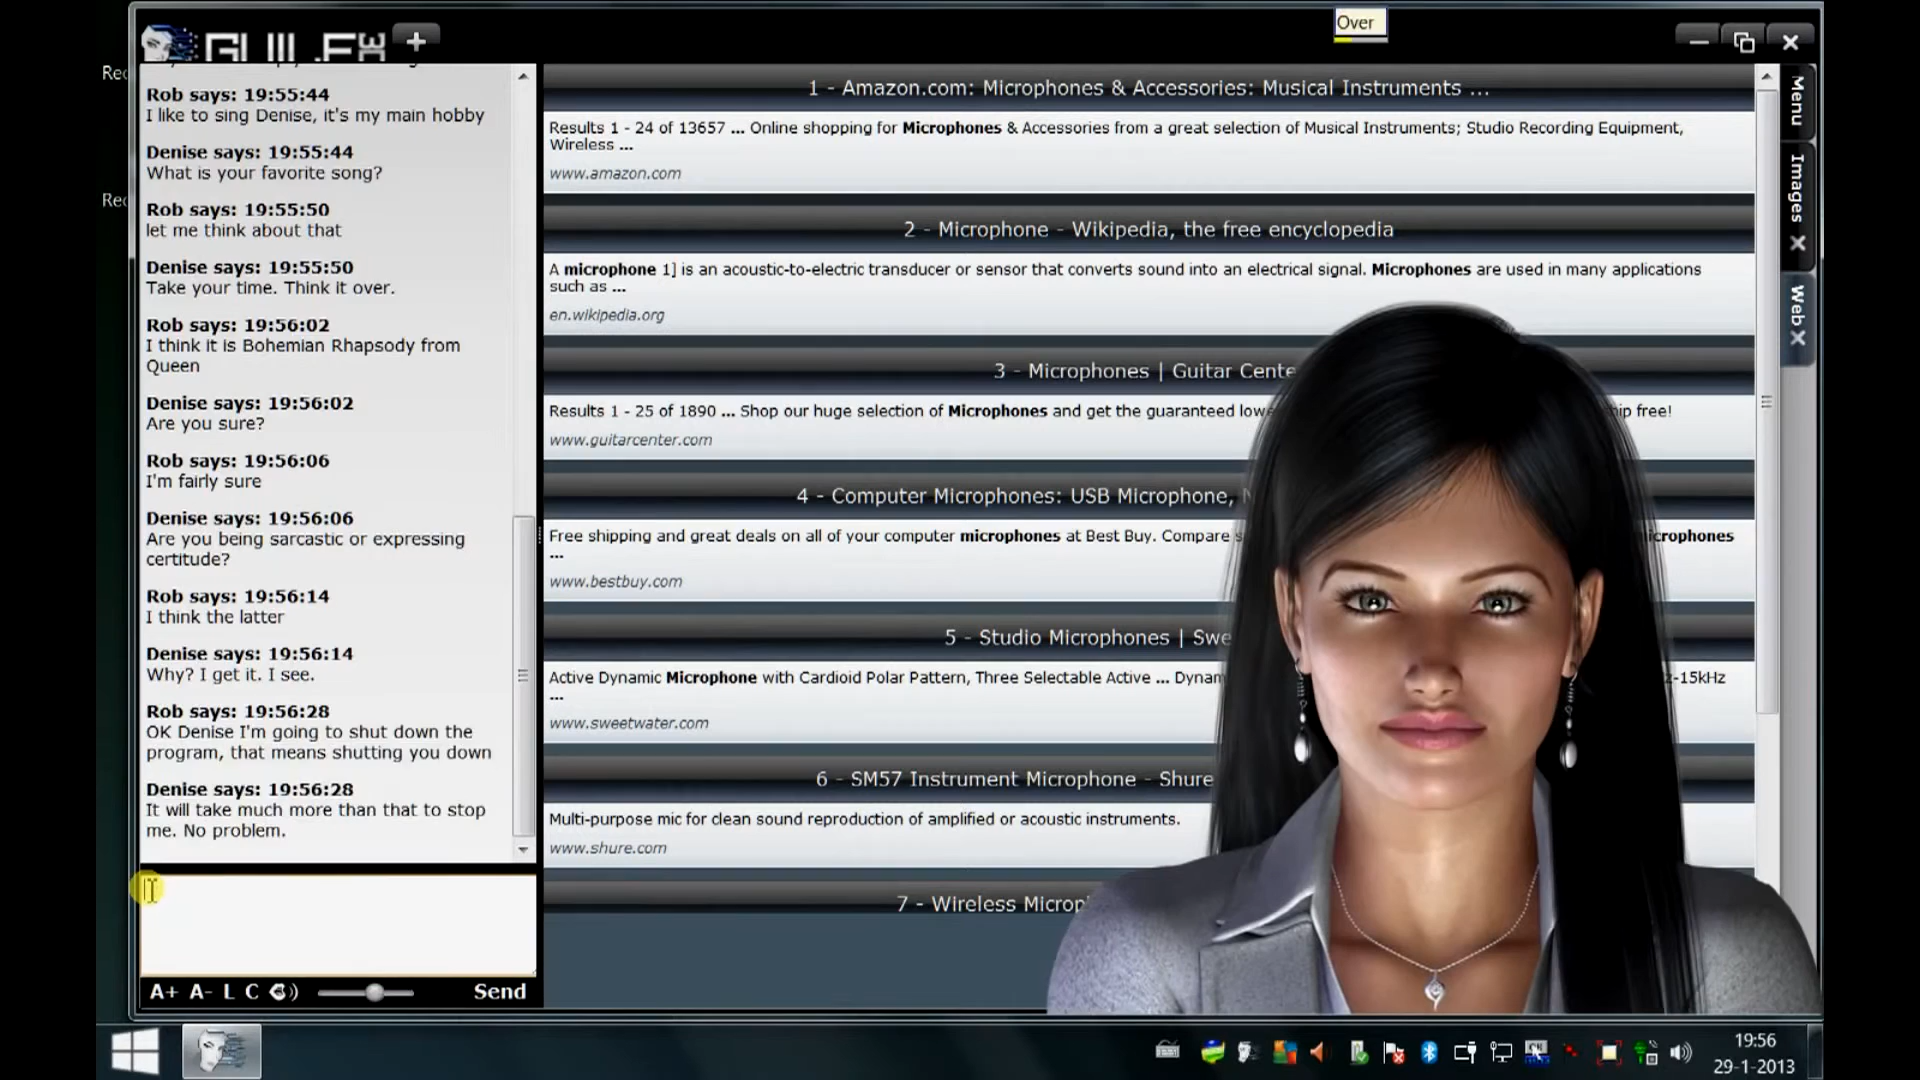 GUILE 3D
+
Over
Rec
Rec
Rob says: 19:55:44
I like to sing Denise, it's my main hobby
Denise says: 19:55:44
What is your favorite song?
Rob says: 19:55:50
let me think about that
Denise says: 19:55:50
Take your time. Think it over.
Rob says: 19:56:02
I think it is Bohemian Rhapsody from
Queen
Denise says: 19:56:02
Are you sure?
Rob says: 19:56:06
I'm fairly sure
Denise says: 19:56:06
Are you being sarcastic or expressing
certitude?
Rob says: 19:56:14
I think the latter
Denise says: 19:56:14
Why? I get it. I see.
Rob says: 19:56:28
OK Denise I'm going to shut down the
program, that means shutting you down
Denise says: 19:56:28
It will take much more than that to stop
me. No problem.
A+ A- L C
Send
1 - Amazon.com: Microphones & Accessories: Musical Instruments ...
Results 1 - 24 of 13657 ... Online shopping for Microphones & Accessories from a great selection of Musical Instruments; Studio Recording Equipment,
Wireless ...
www.amazon.com
2 - Microphone - Wikipedia, the free encyclopedia
A microphone 1] is an acoustic-to-electric transducer or sensor that converts sound into an electrical signal. Microphones are used in many applications
such as ...
en.wikipedia.org
3 - Microphones | Guitar Cente
Results 1 - 25 of 1890 ... Shop our huge selection of Microphones and get the guaranteed lowe ip free!
www.guitarcenter.com
4 - Computer Microphones: USB Microphone,
Free shipping and great deals on all of your computer microphones at Best Buy. Compare s icrophones
...
www.bestbuy.com
5 - Studio Microphones | Swe
Active Dynamic Microphone with Cardioid Polar Pattern, Three Selectable Active ... Dynam z-15kHz
...
www.sweetwater.com
6 - SM57 Instrument Microphone - Shure
Multi-purpose mic for clean sound reproduction of amplified or acoustic instruments.
www.shure.com
7 - Wireless Microp
Menu
Images
Web
19:56
29-1-2013